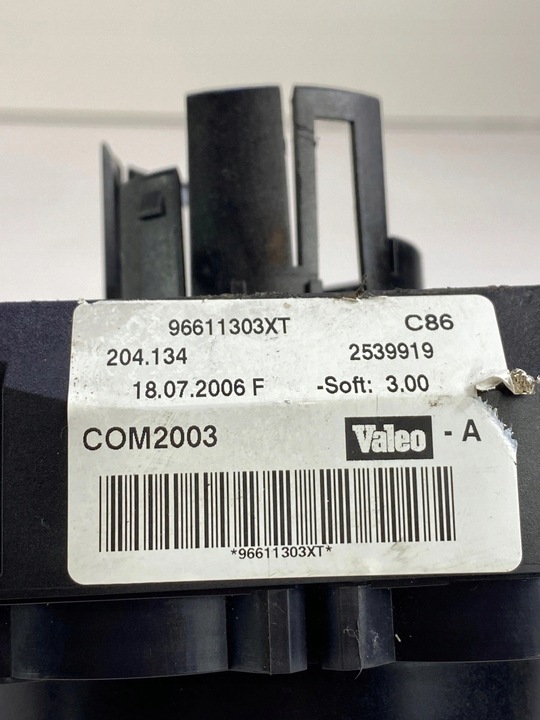 96611303XT C86
204.134 2539919
18.07.2006 F -Soft: 3.00
COM2003 Valeo - A
*96611303XT*